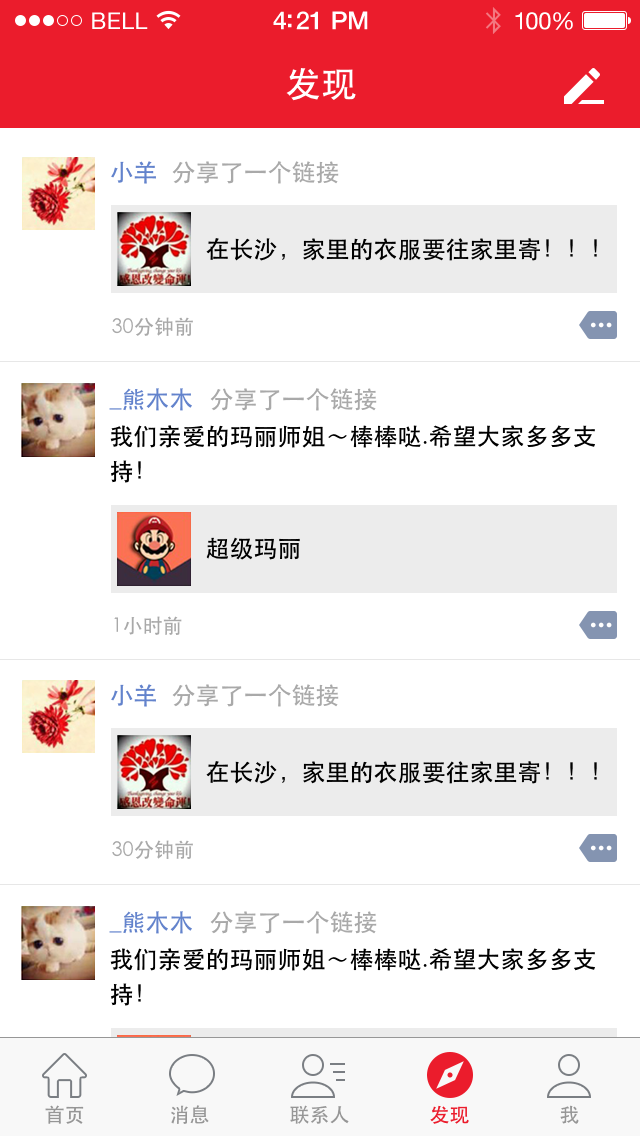 BELL 4:21 PM 100%
发现
小羊 分享了一个链接
在长沙，家里的衣服要往家里寄！！！
感恩改變命運
30分钟前
_熊木木 分享了一个链接
我们亲爱的玛丽师姐～棒棒哒.希望大家多多支
持！
超级玛丽
1小时前
小羊 分享了一个链接
在长沙，家里的衣服要往家里寄！！！
感恩改變命運
30分钟前
_熊木木 分享了一个链接
我们亲爱的玛丽师姐～棒棒哒.希望大家多多支
持！
首页 消息 联系人 发现 我